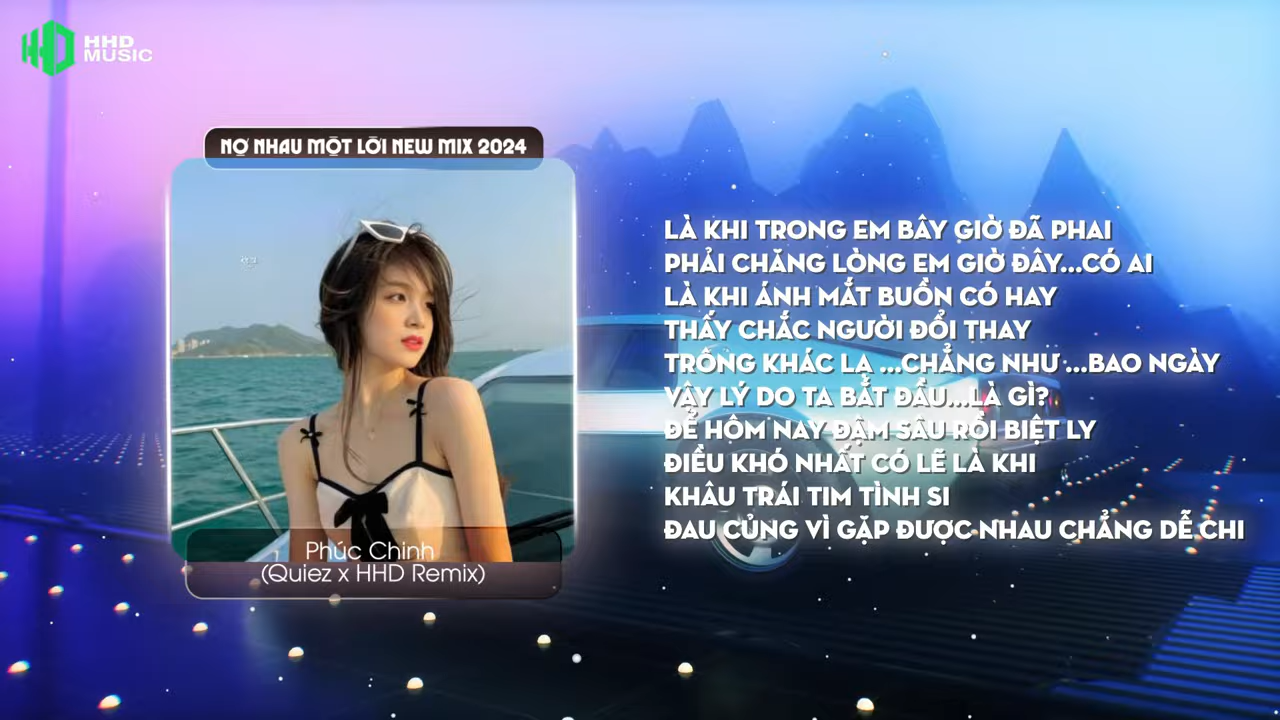 HHD
MUSIC
NỢ NHAU MỘT LỜI NEW MIX 2024
Phúc Chinh
(Quiez x HHD Remix)
LÀ KHI TRONG EM BÂY GIỜ ĐÃ PHAI
PHẢI CHĂNG LÒNG EM GIỜ ĐÂY...CÓ AI
LÀ KHI ÁNH MẮT BUỒN CÓ HAY
THẤY CHẮC NGƯỜI ĐỔI THAY
TRÔNG KHÁC LẠ ...CHẲNG NHƯ ...BAO NGÀY
VẬY LÝ DO TA BẮT ĐẦU...LÀ GÌ?
ĐỂ HÔM NAY ĐẬM SÂU RỒI BIỆT LY
ĐIỀU KHÓ NHẤT CÓ LẼ LÀ KHI
KHÂU TRÁI TIM TÌNH SI
ĐAU CỦNG VÌ GẶP ĐƯỢC NHAU CHẲNG DỄ CHI